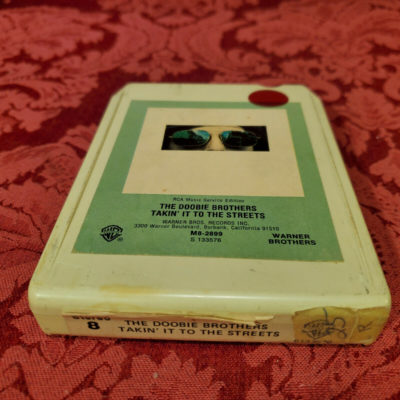 RCA Music Service Edition
THE DOOBIE BROTHERS
TAKIN' IT TO THE STREETS
WARNER BROS. RECORDS INC.
3300 Warner Boulevard, Burbank, California 91510
M8-2899
S 133576
WARNER
BROTHERS
Stereo
8
THE DOOBIE BROTHERS
TAKIN' IT TO THE STREETS